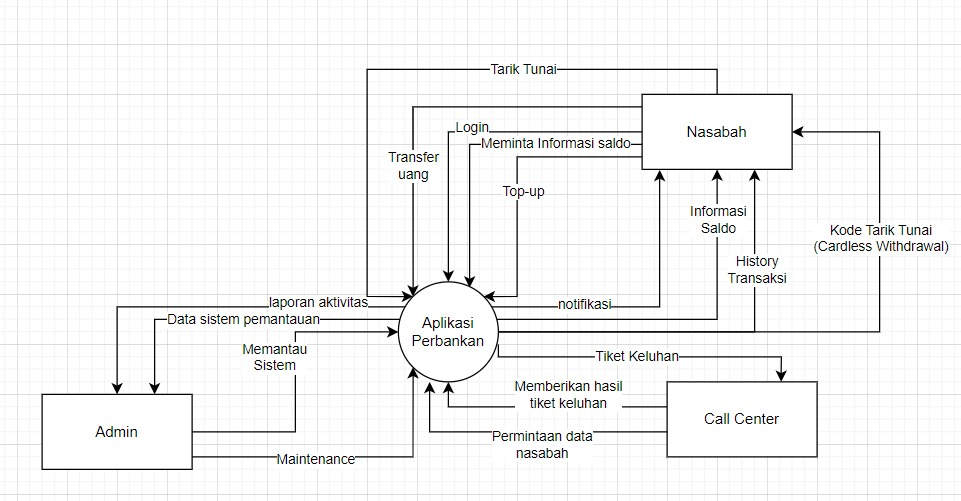 Tarik Tunai
Nasabah
Login
Meminta Informasi saldo
Transfer
uang
Top-up
Informasi
Saldo
Kode Tarik Tunai
(Cardless Withdrawal)
History
Transaksi
laporan aktivitas
notifikasi
Data sistem pemantauan
Aplikasi
Perbankan
Memantau
Sistem
Tiket Keluhan
Memberikan hasil
tiket keluhan
Call Center
Admin
Permintaan data
nasabah
Maintenance